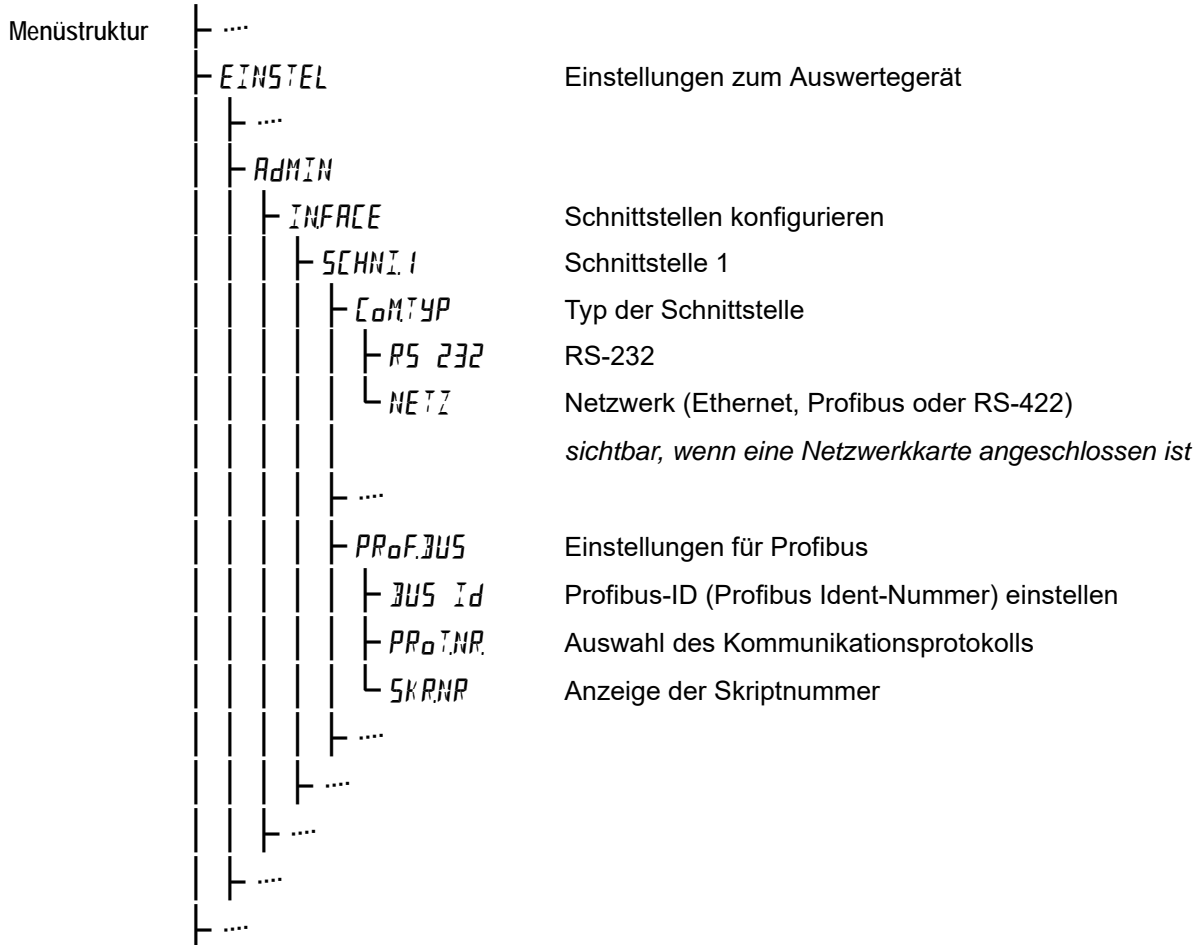 Menüstruktur ....
EINSTEL Einstellungen zum Auswertegerät
....
AdMIN
IN.FACE Schnittstellen konfigurieren
SCHNI.1 Schnittstelle 1
CoM.TYP Typ der Schnittstelle
RS 232 RS-232
NETZ Netzwerk (Ethernet, Profibus oder RS-422)
sichtbar, wenn eine Netzwerkkarte angeschlossen ist
....
PRoF.BUS Einstellungen für Profibus
BUS Id Profibus-ID (Profibus Ident-Nummer) einstellen
PRoT.NR. Auswahl des Kommunikationsprotokolls
SKR.NR Anzeige der Skriptnummer
....
....
....
....
....